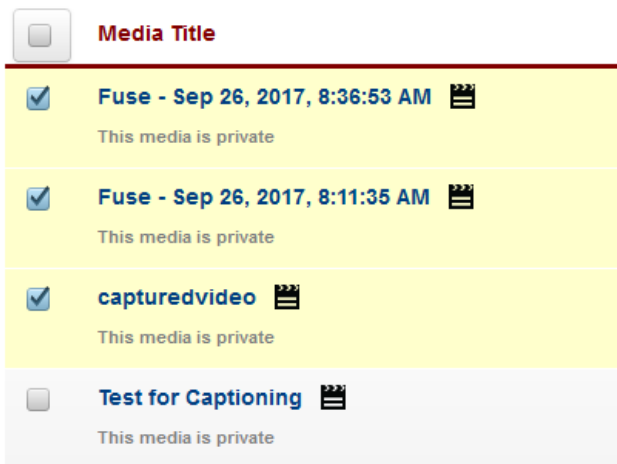 Media Title
Fuse - Sep 26, 2017, 8:36:53 AM
This media is private
Fuse - Sep 26, 2017, 8:11:35 AM
This media is private
capturedvideo
This media is private
Test for Captioning
This media is private